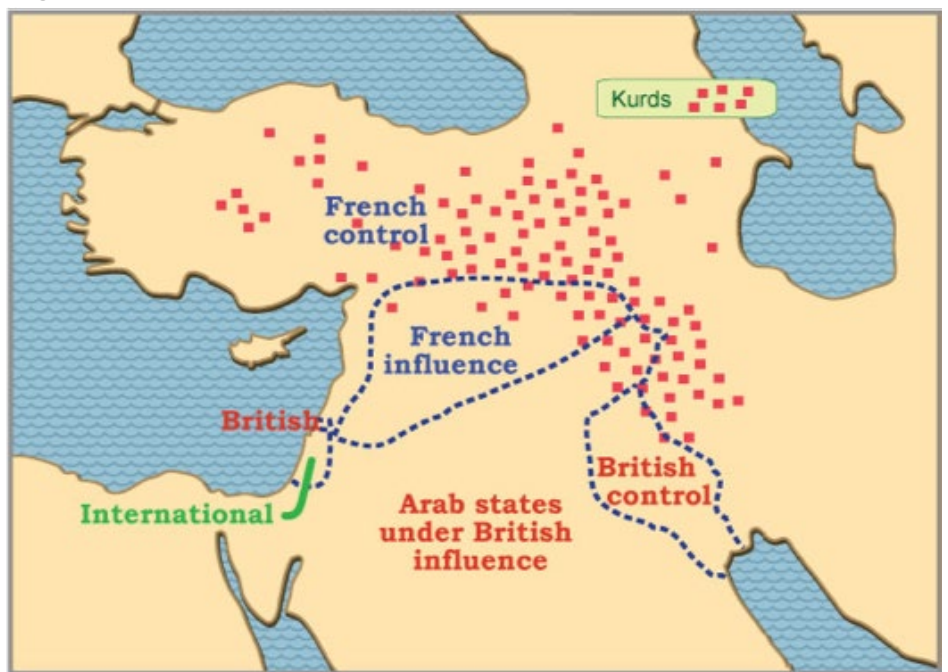 Kurds
French
control
French
influence
British
International
British
control
Arab states
under British
influence